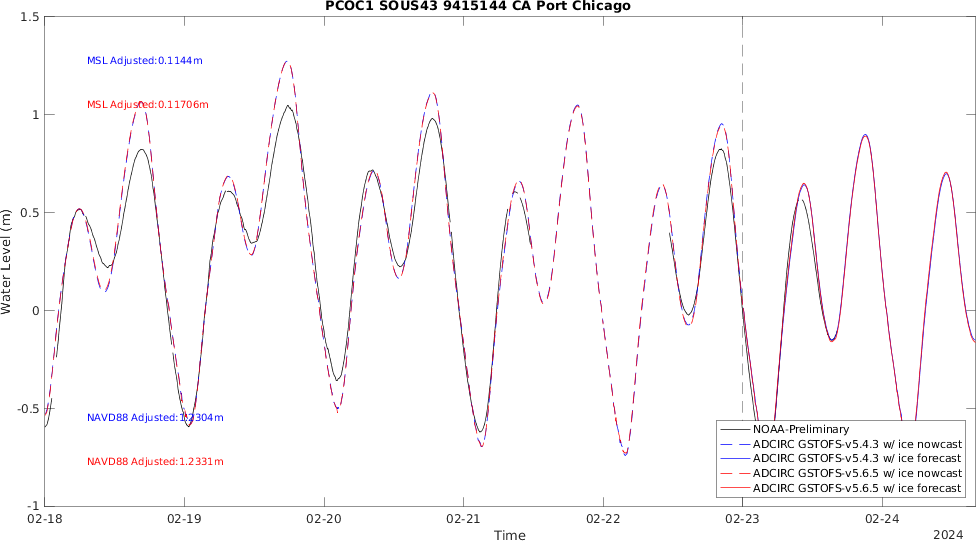 PCOC1 SOUS43 9415144 CA Port Chicago
1.5
1
0.5
0
-0.5
-1
Water Level (m)
MSL Adjusted:0.1144m
MSL Adjusted:0.11706m
NAVD88 Adjusted:1.2304m
NAVD88 Adjusted:1.2331m
NOAA-Preliminary
ADCIRC GSTOFS-v5.4.3 w/ ice nowcast
ADCIRC GSTOFS-v5.4.3 w/ ice forecast
ADCIRC GSTOFS-v5.6.5 w/ ice nowcast
ADCIRC GSTOFS-v5.6.5 w/ ice forecast
02-18 02-19 02-20 02-21 02-22 02-23 02-24
Time
2024